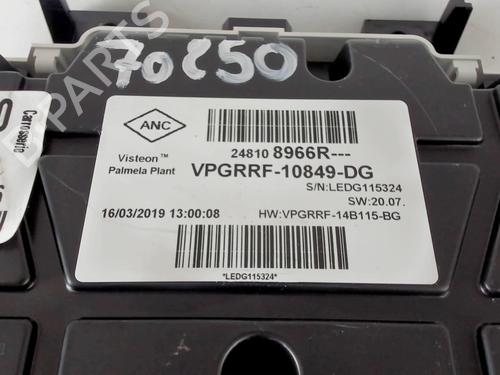 70850
B-PARTS
Carrosserie
ANC
Visteon™
Palmela Plant
24810 8966R---
VPGRRF-10849-DG
S/N:LEDG115324
SW:20.07.
16/03/2019 13:00:08
HW:VPGRRF-14B115-BG
*LEDG115324*